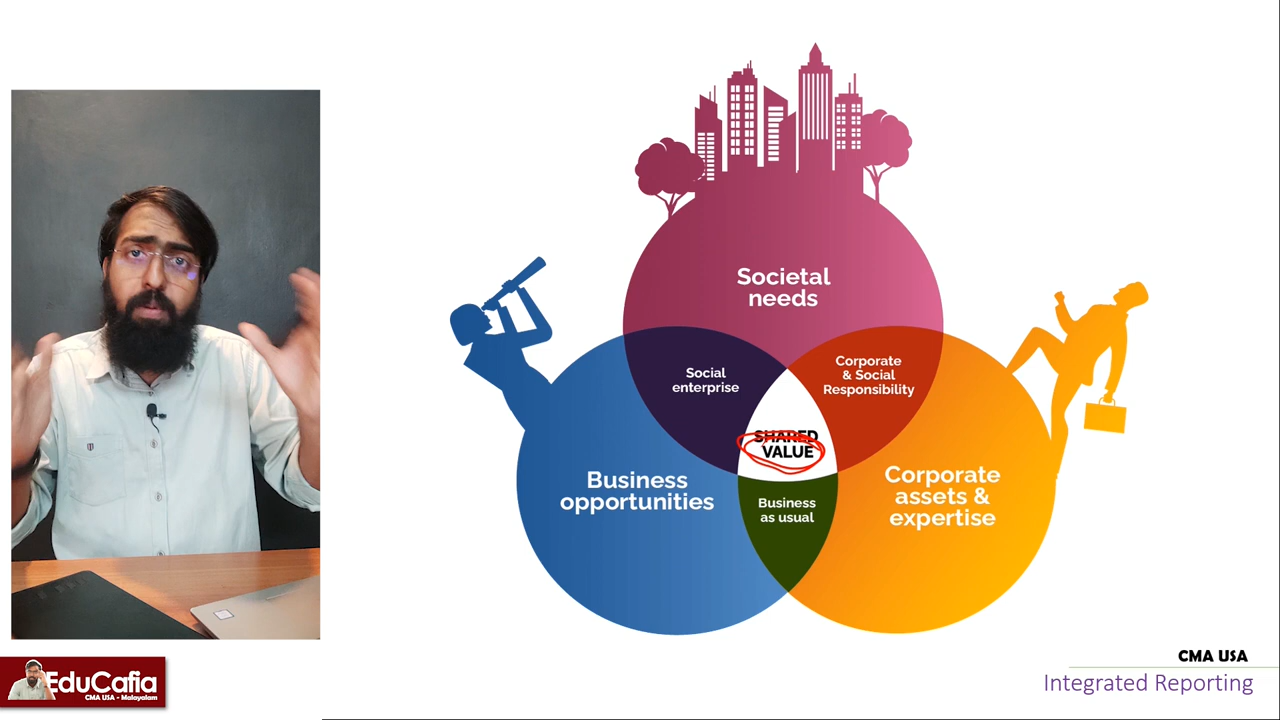 Societal
needs
Social
enterprise
Corporate
& Social
Responsibility
SHARED
VALUE
Business
opportunities
Corporate
assets &
expertise
Business
as usual
CMA USA
Integrated Reporting
EduCafia
CMA USA - Malayalam